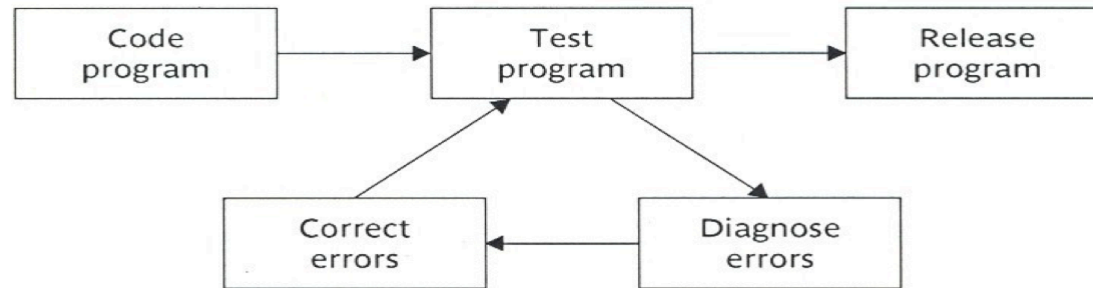 Code
program
Test
program
Release
program
Correct
errors
Diagnose
errors